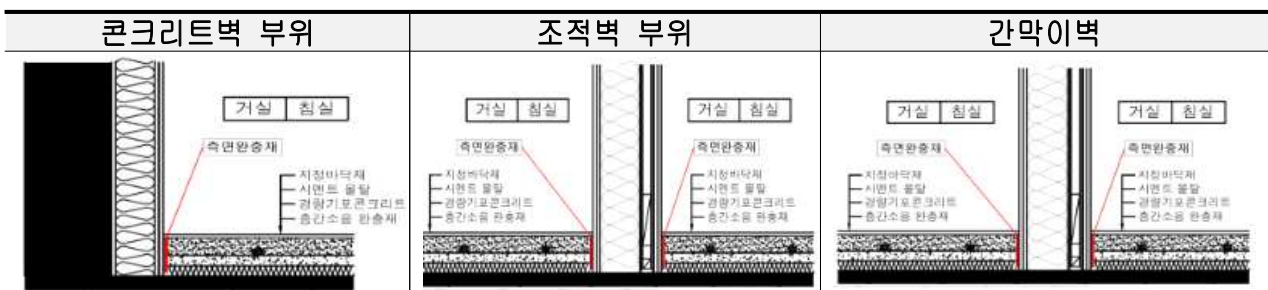 콘크리트벽 부위
조적벽 부위
간막이벽
거실 침실
측면완충재
지정바닥재
시멘트 몰탈
경량기포콘크리트
층간소음 완충재
거실 침실
측면완충재
지정바닥재
시멘트 몰탈
경량기포콘크리트
층간소음 완충재
거실 침실
측면완충재
지정바닥재
시멘트 몰탈
경량기포콘크리트
층간소음 완충재
거실 침실
측면완충재
지정바닥재
시멘트 몰탈
경량기포콘크리트
층간소음 완충재
거실 침실
측면완충재
지정바닥재
시멘트 몰탈
경량기포콘크리트
층간소음 완충재